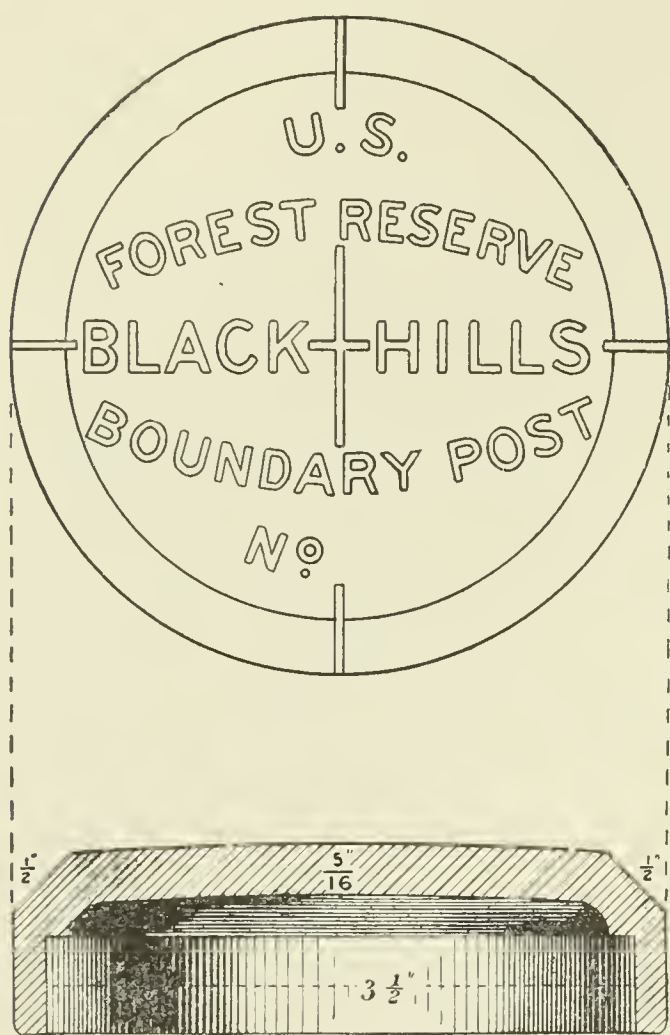 U.S.
FOREST RESERVE
BLACK HILLS
BOUNDARY POST
Nº
1/2" 5"/16 1/2"
3 1/2"